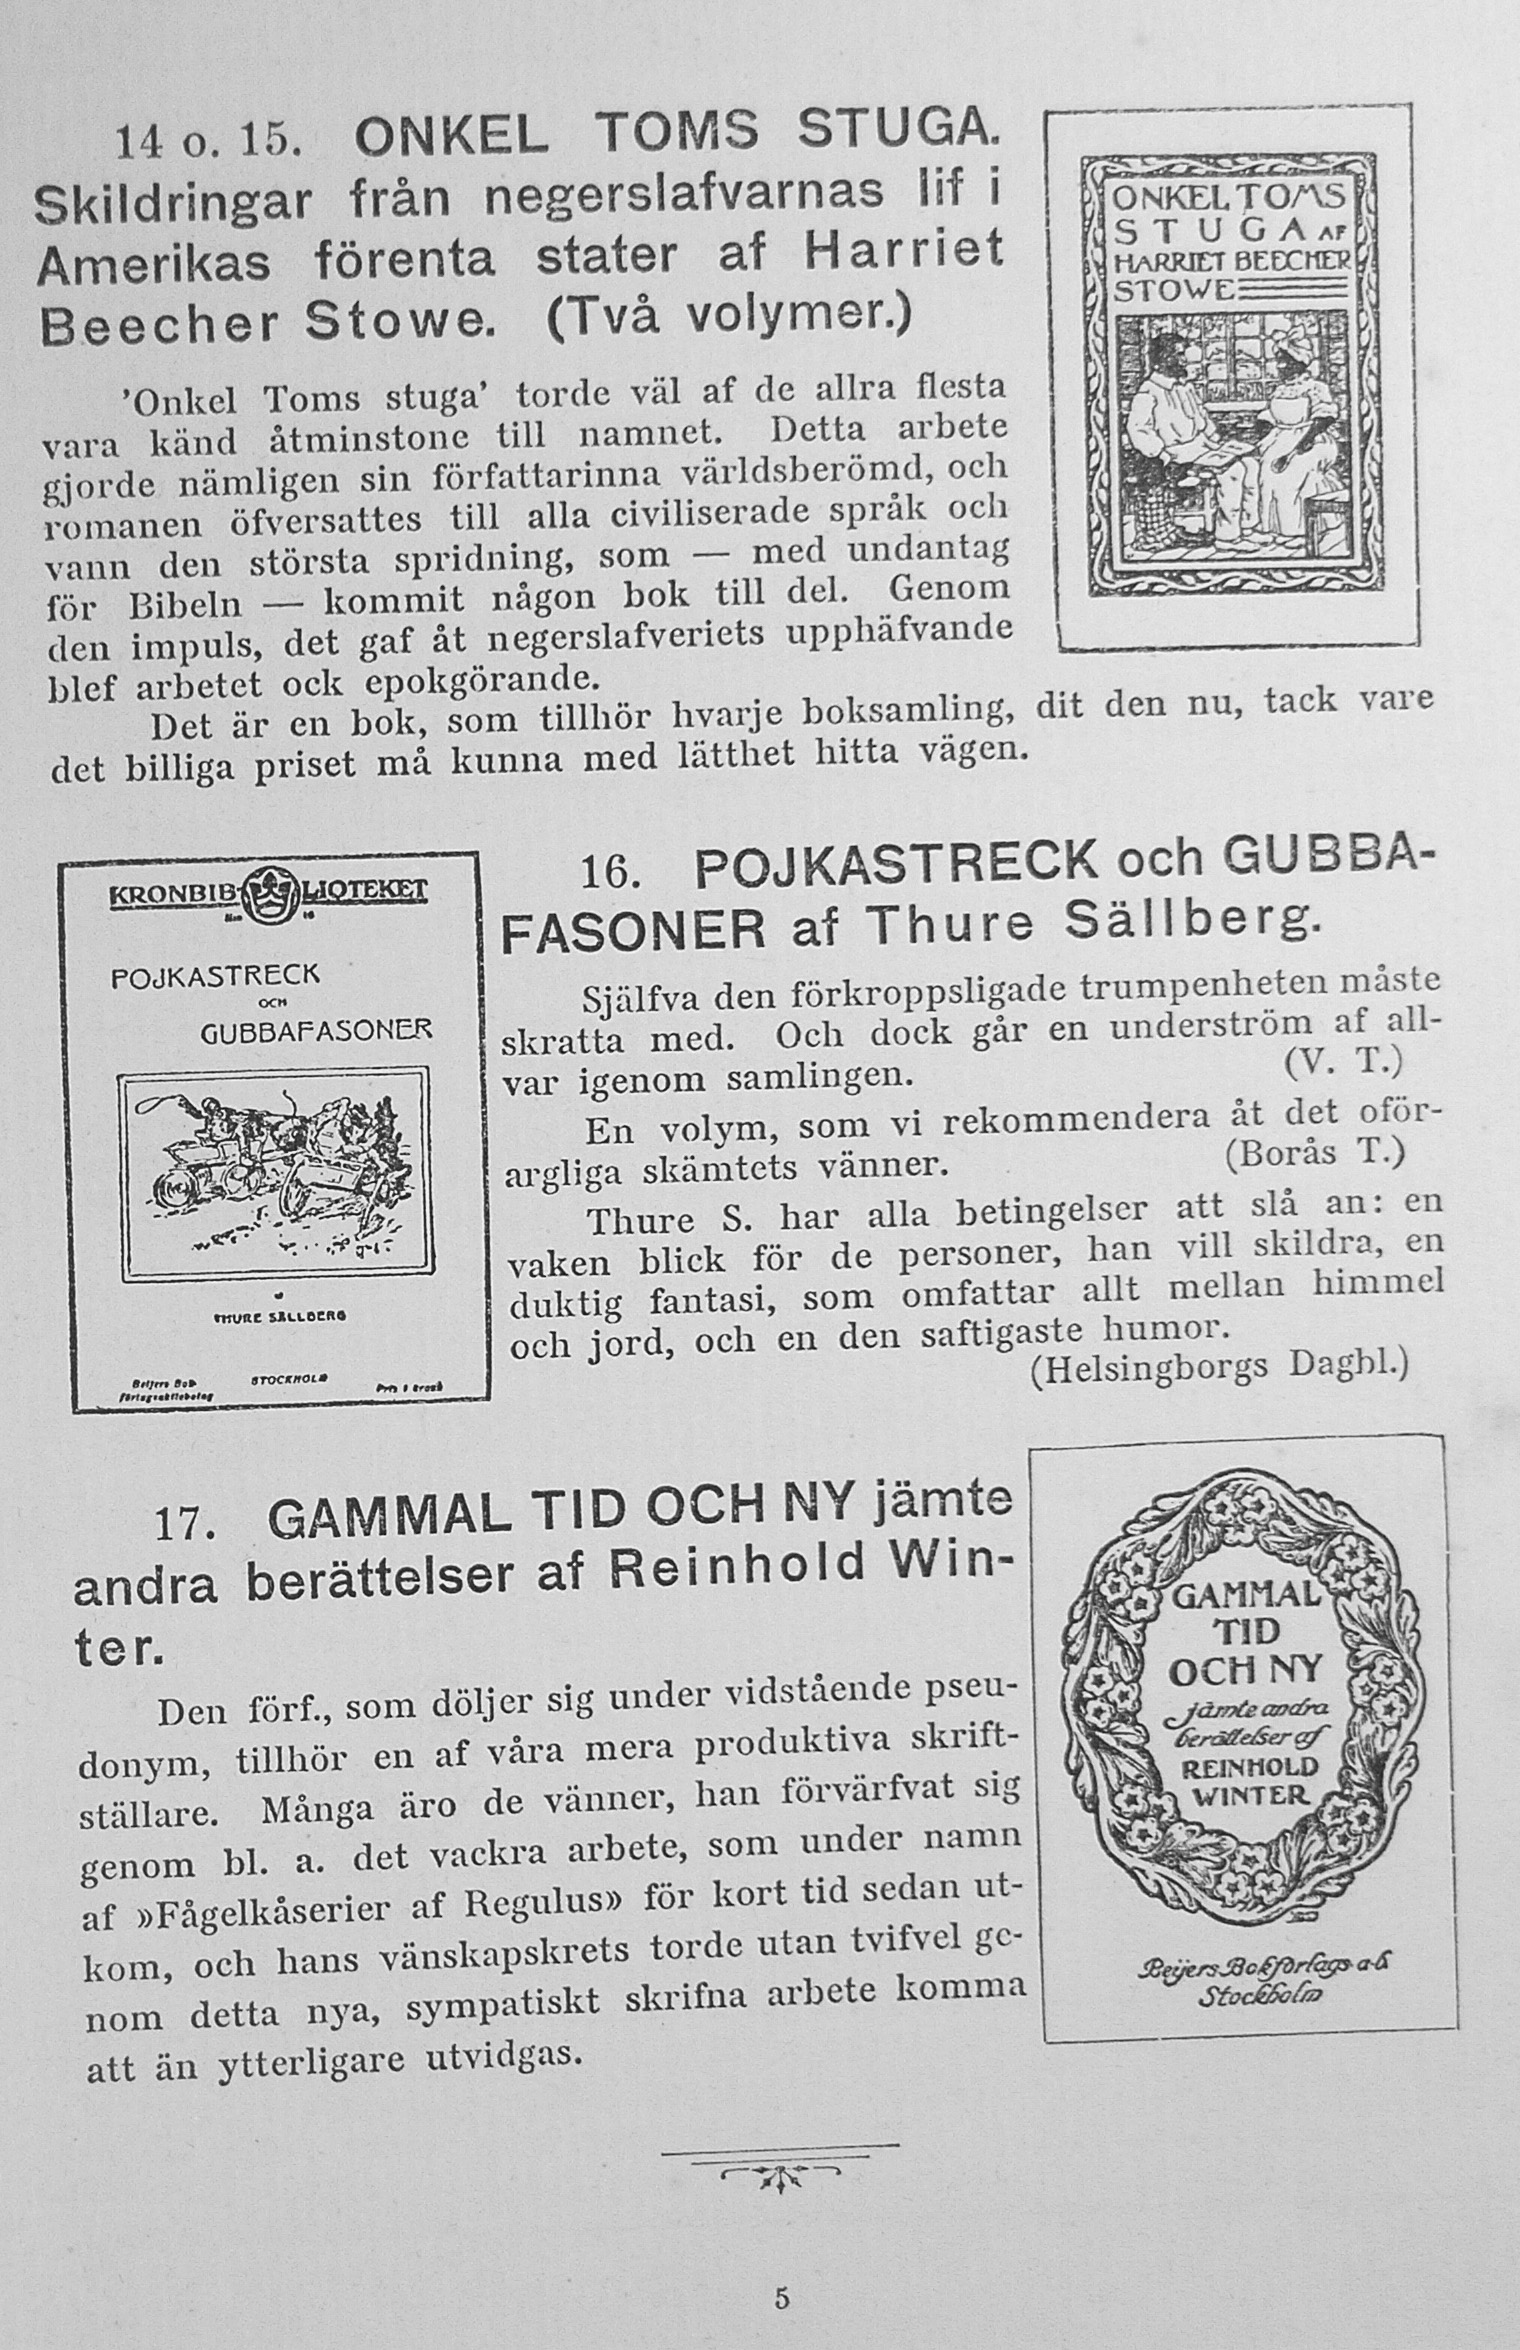 14 o. 15. ONKEL TOMS STUGA.
Skildringar från negerslafvarnas lif i
Amerikas förenta stater af Harriet
Beecher Stowe. (Två volymer.)
ONKEL TOMS
STUGA AF
HARRIET BEECHER
STOWE
'Onkel Toms stuga' torde väl af de allra flesta
vara känd åtminstone till namnet. Detta arbete
gjorde nämligen sin författarinna världsberömd, och
romanen öfversattes till alla civiliserade språk och
vann den största spridning, som — med undantag
för Bibeln — kommit någon bok till del. Genom
den impuls, det gaf åt negerslafveriets upphäfvande
blef arbetet ock epokgörande.
Det är en bok, som tillhör hvarje boksamling, dit den nu, tack vare
det billiga priset må kunna med lätthet hitta vägen.
KRONBIBLIOTEKET
16
POJKASTRECK
OCH
GUBBAFASONER
THURE SÄLLBERG
Beijers Bok-
förlagsaktiebolag
STOCKHOLM
Pris 1 krona
16. POJKASTRECK och GUBBA-
FASONER af Thure Sällberg.
Själfva den förkroppsligade trumpenheten måste
skratta med. Och dock går en underström af all-
var igenom samlingen. (V. T.)
En volym, som vi rekommendera åt det oför-
argliga skämtets vänner. (Borås T.)
Thure S. har alla betingelser att slå an: en
vaken blick för de personer, han vill skildra, en
duktig fantasi, som omfattar allt mellan himmel
och jord, och en den saftigaste humor.
(Helsingborgs Dagbl.)
17. GAMMAL TID OCH NY jämte
andra berättelser af Reinhold Win-
ter.
Den förf., som döljer sig under vidstående pseu-
donym, tillhör en af våra mera produktiva skrift-
ställare. Många äro de vänner, han förvärfvat sig
genom bl. a. det vackra arbete, som under namn
af »Fågelkåserier af Regulus» för kort tid sedan ut-
kom, och hans vänskapskrets torde utan tvifvel ge-
nom detta nya, sympatiskt skrifna arbete komma
att än ytterligare utvidgas.
GAMMAL
TID
OCH NY
jämte andra
berättelser af
REINHOLD
WINTER
Beijers Bokförlags a-b
Stockholm
5